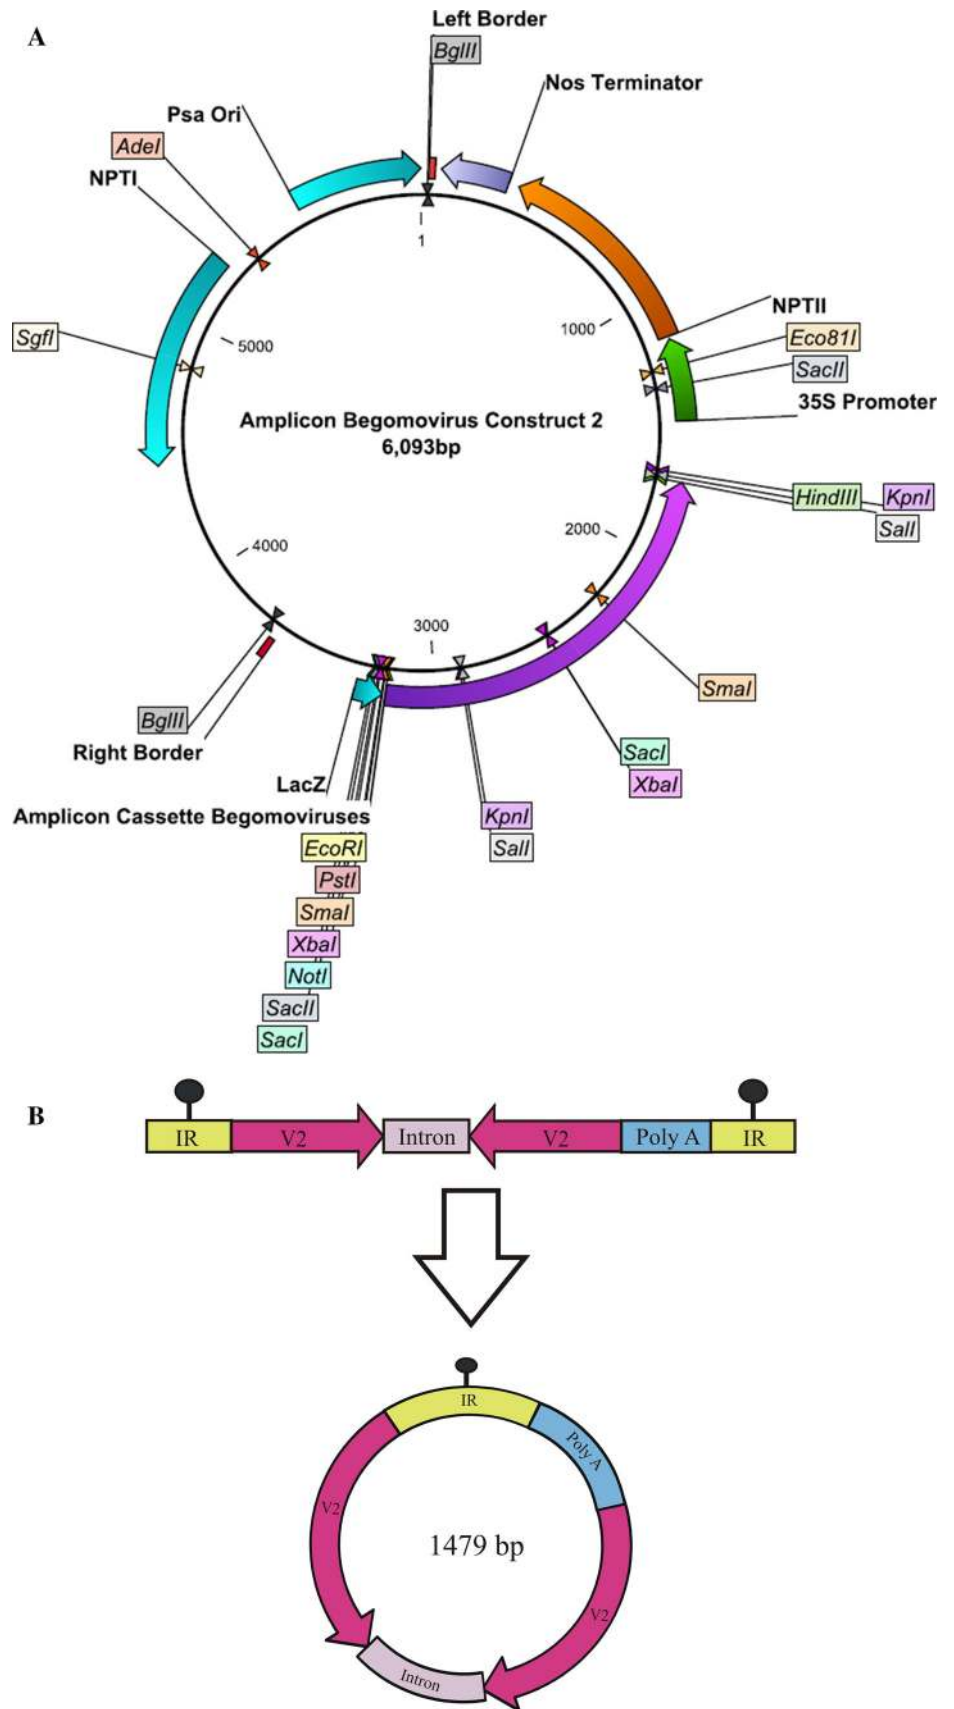 A
Left Border
BglII
Nos Terminator
Psa Ori
AdeI
NPTI
1
NPTII
1000
Eco81I
SgfI
5000
SacII
35S Promoter
Amplicon Begomovirus Construct 2
6,093bp
HindIII
KpnI
SalI
2000
4000
3000
SmaI
BglII
Right Border
SacI
XbaI
LacZ
Amplicon Cassette Begomoviruses
KpnI
SalI
EcoRI
PstI
SmaI
XbaI
NotI
SacII
SacI
B
IR V2 Intron V2 Poly A IR
IR
Poly A
V2
1479 bp
V2
Intron